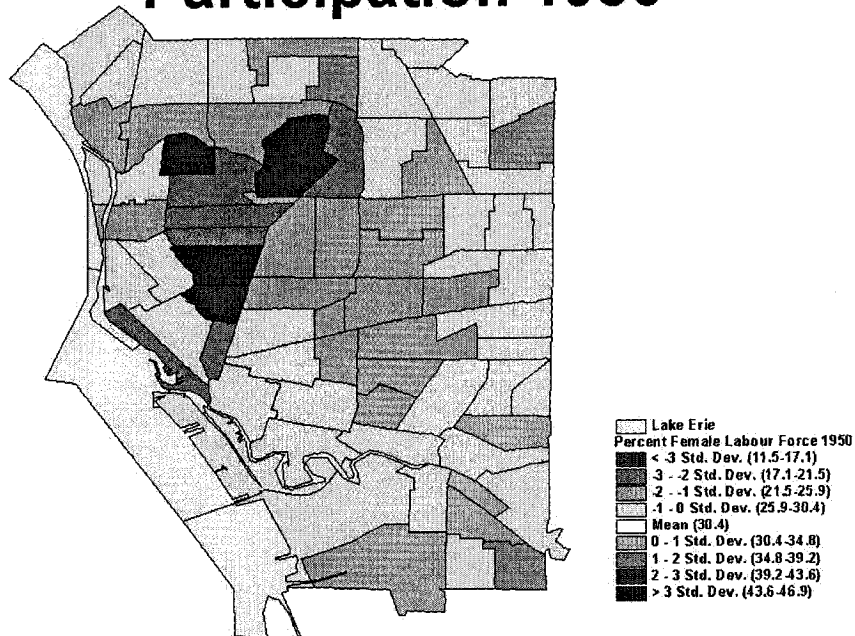 Participation 1950
Lake Erie
Percent Female Labour Force 1950
< -3 Std. Dev. (11.5-17.1)
-3 - -2 Std. Dev. (17.1-21.5)
-2 - -1 Std. Dev. (21.5-25.9)
-1 - 0 Std. Dev. (25.9-30.4)
Mean (30.4)
0 - 1 Std. Dev. (30.4-34.8)
1 - 2 Std. Dev. (34.8-39.2)
2 - 3 Std. Dev. (39.2-43.6)
> 3 Std. Dev. (43.6-46.9)